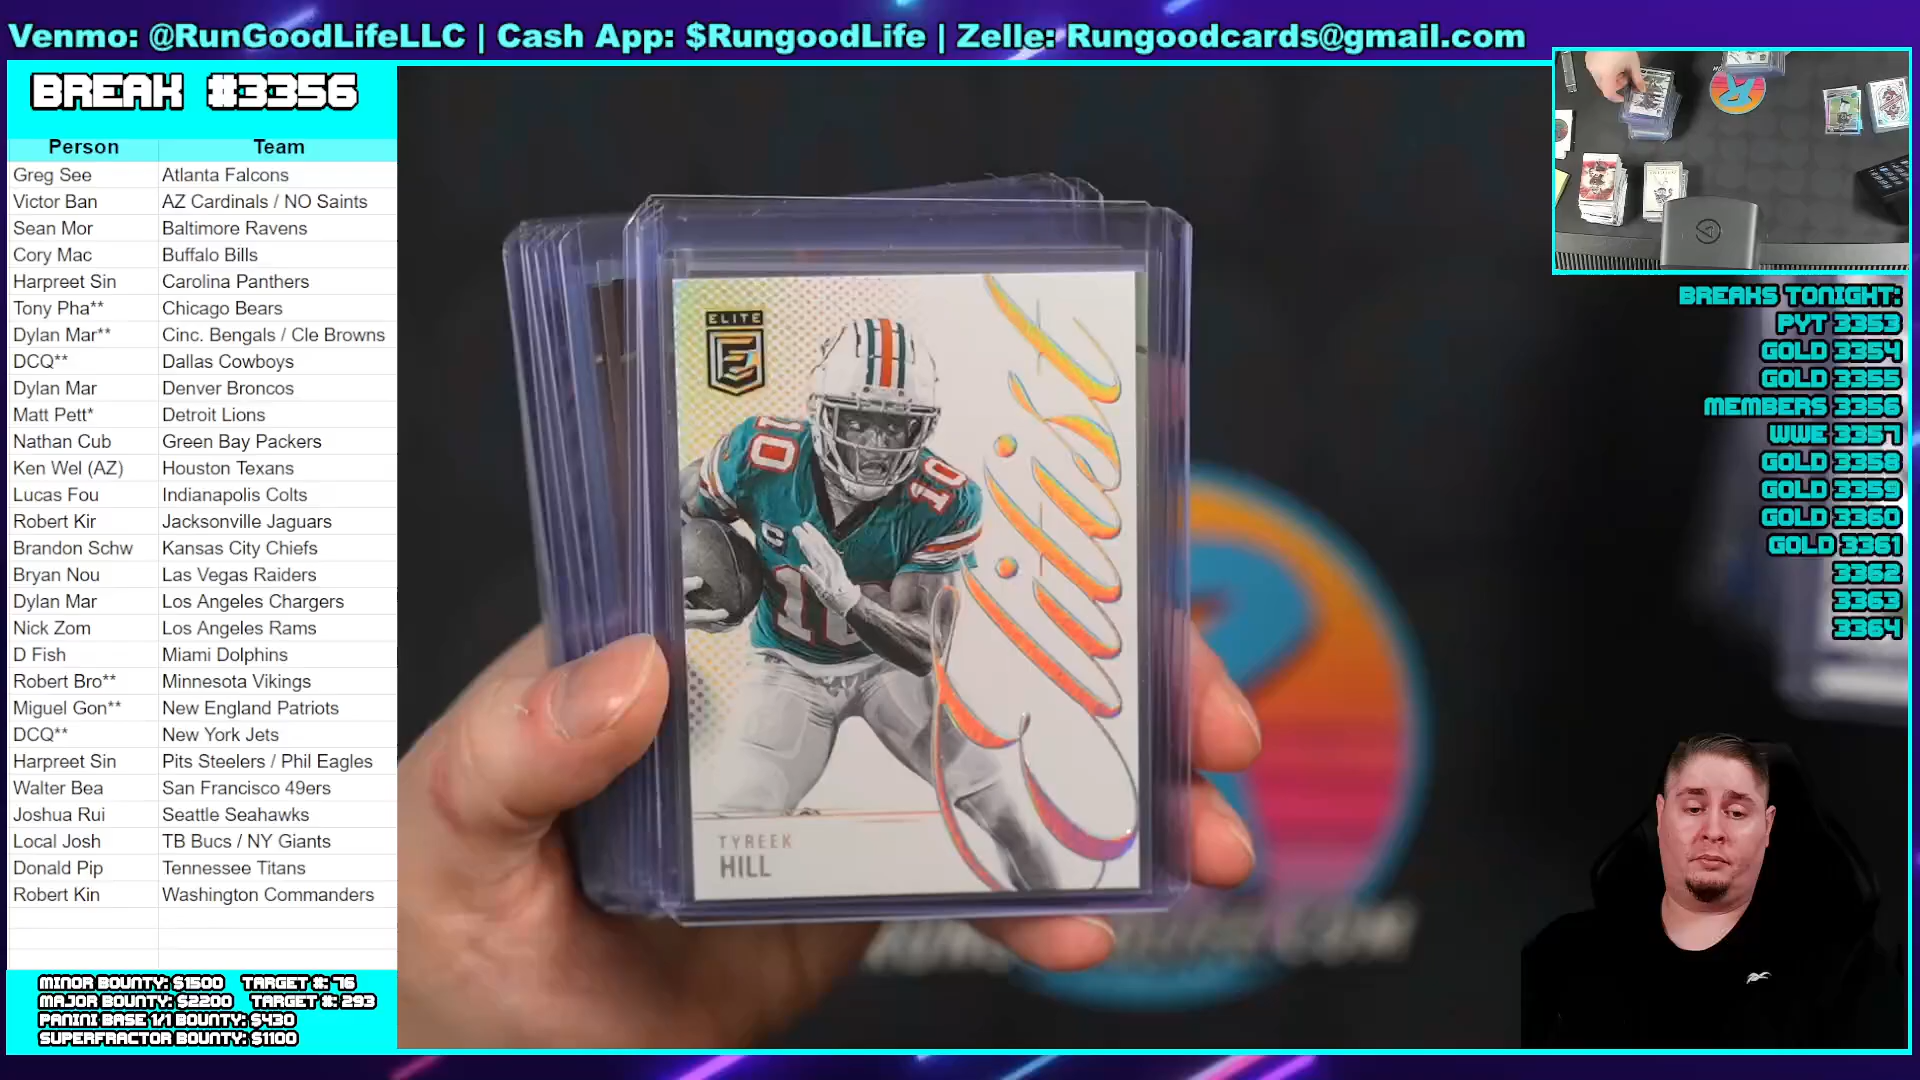 Venmo: @RunGoodLifeLLC | Cash App: $RungoodLife | Zelle: Rungoodcards@gmail.com
BREAK #3356
Person Team
Greg See Atlanta Falcons
Victor Ban AZ Cardinals / NO Saints
Sean Mor Baltimore Ravens
Cory Mac Buffalo Bills
Harpreet Sin Carolina Panthers
Tony Pha** Chicago Bears
Dylan Mar** Cinc. Bengals / Cle Browns
DCQ** Dallas Cowboys
Dylan Mar Denver Broncos
Matt Pett* Detroit Lions
Nathan Cub Green Bay Packers
Ken Wel (AZ) Houston Texans
Lucas Fou Indianapolis Colts
Robert Kir Jacksonville Jaguars
Brandon Schw Kansas City Chiefs
Bryan Nou Las Vegas Raiders
Dylan Mar Los Angeles Chargers
Nick Zom Los Angeles Rams
D Fish Miami Dolphins
Robert Bro** Minnesota Vikings
Miguel Gon** New England Patriots
DCQ** New York Jets
Harpreet Sin Pits Steelers / Phil Eagles
Walter Bea San Francisco 49ers
Joshua Rui Seattle Seahawks
Local Josh TB Bucs / NY Giants
Donald Pip Tennessee Titans
Robert Kin Washington Commanders
MINOR BOUNTY: $1500 TARGET #: 76
MAJOR BOUNTY: $2200 TARGET #: 293
PANINI BASE 1/1 BOUNTY: $430
SUPERFRACTOR BOUNTY: $1100
ELITE
E
10
10
10
C
Elitist
TYREEK
HILL
BREAKS TONIGHT:
PYT 3353
GOLD 3354
GOLD 3355
MEMBERS 3356
WWE 3357
GOLD 3358
GOLD 3359
GOLD 3360
GOLD 3361
3362
3363
3364